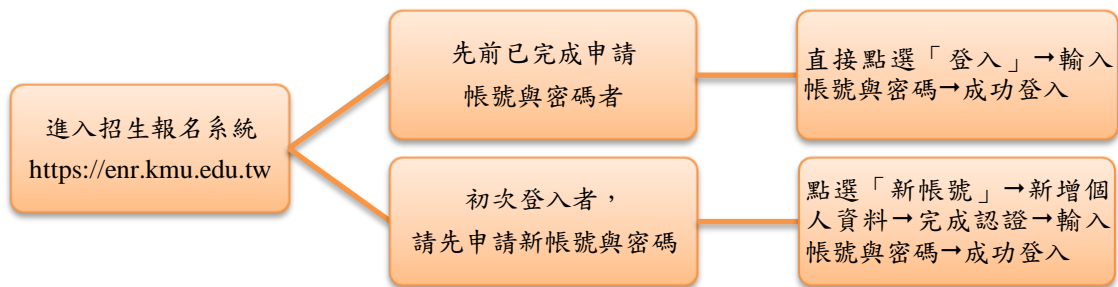 進入招生報名系統
https://enr.kmu.edu.tw
先前已完成申請
帳號與密碼者
直接點選「登入」→輸入
帳號與密碼→成功登入
初次登入者，
請先申請新帳號與密碼
點選「新帳號」→新增個
人資料→完成認證→輸入
帳號與密碼→成功登入